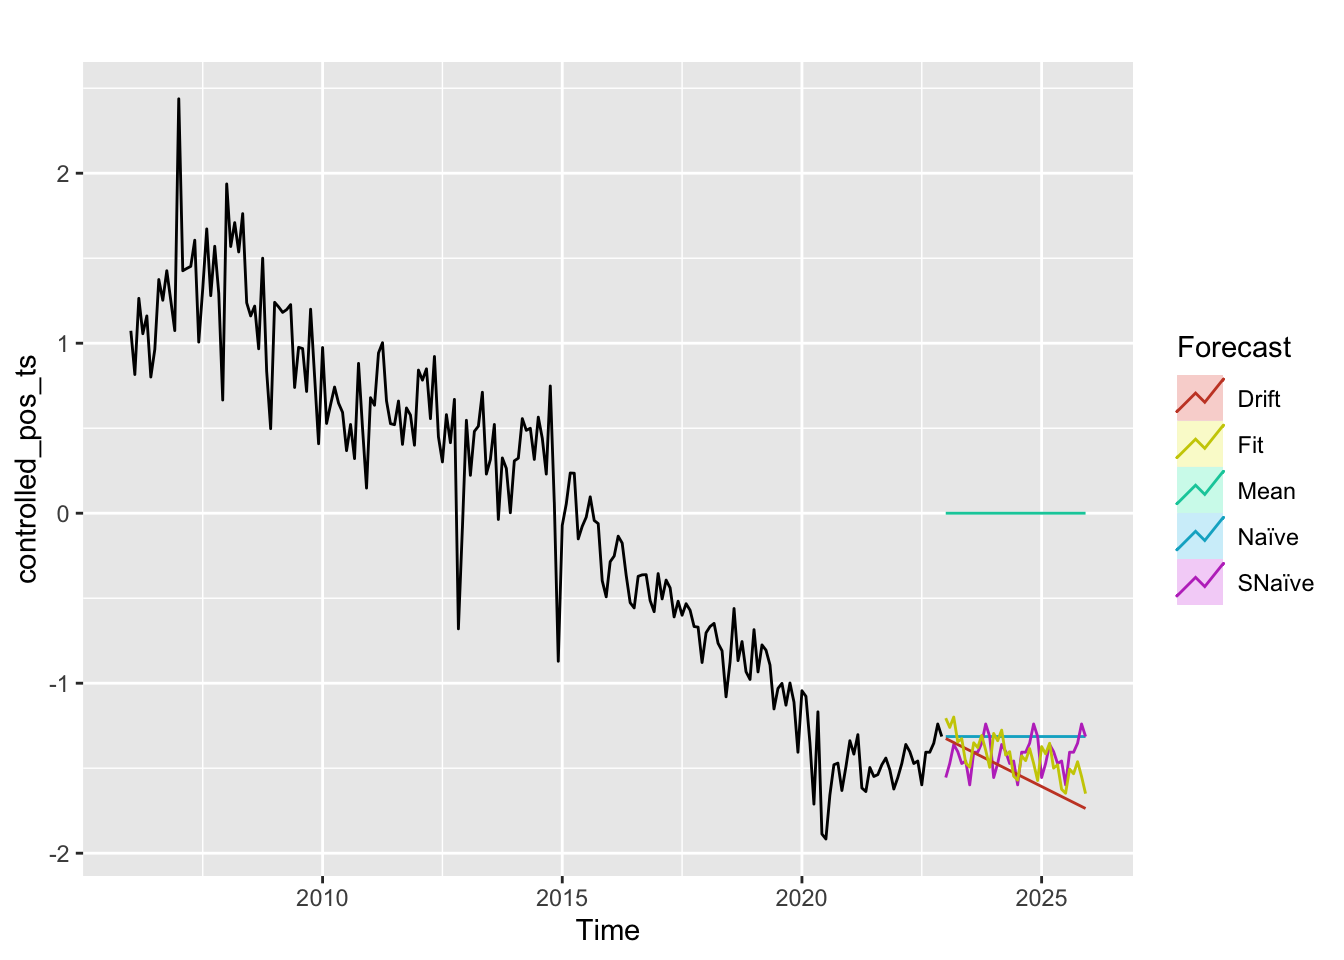 controlled_pos_ts
2
1
0
-1
-2
2010
2015
2020
2025
Time
Forecast
Drift
Fit
Mean
Naïve
SNaïve